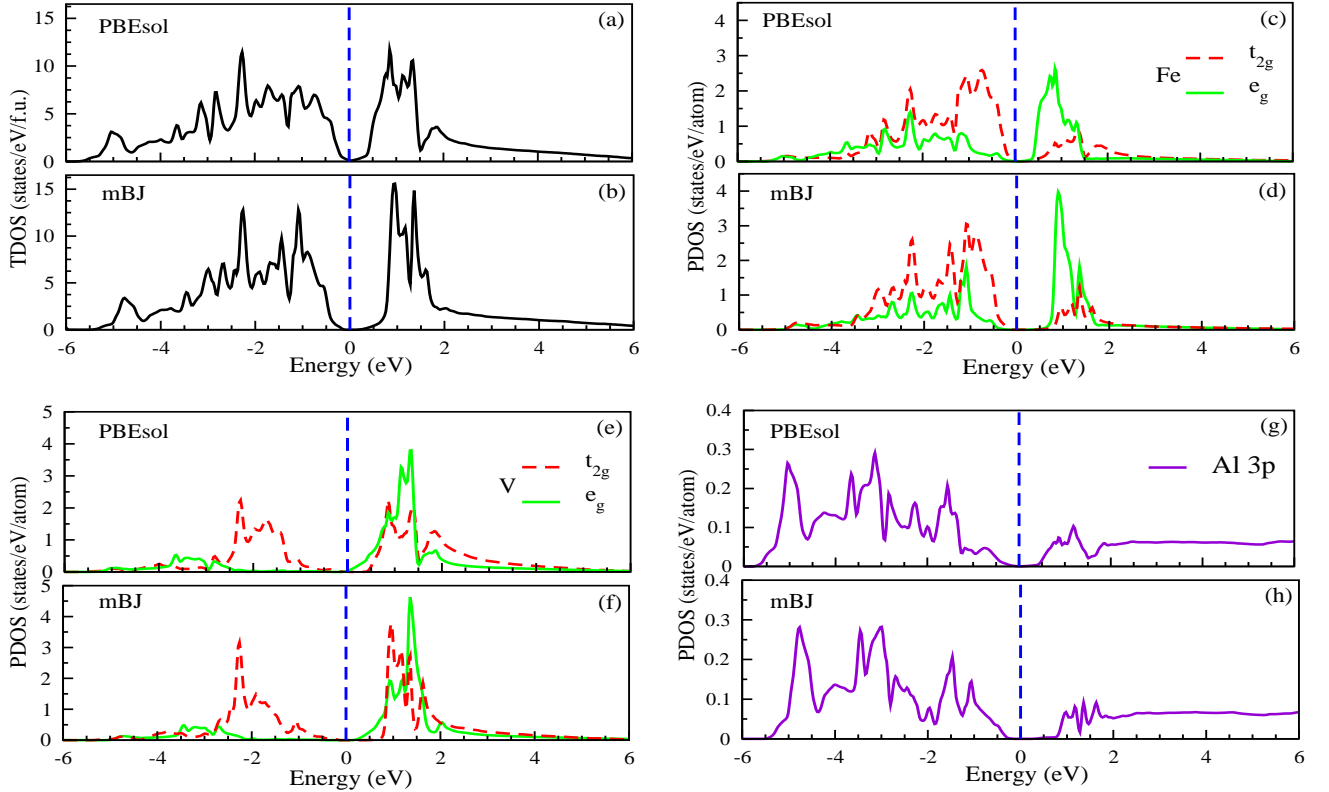 TDOS (states/eV/f.u.)
PBEsol
(a)
15
10
5
0
mBJ
(b)
15
10
5
0
-6 -4 -2 0 2 4 6
Energy (eV)
PDOS (states/eV/atom)
PBEsol
(c)
Fe
t2g
eg
4
3
2
1
0
mBJ
(d)
4
3
2
1
0
-6 -4 -2 0 2 4 6
Energy (eV)
PDOS (states/eV/atom)
PBEsol
(e)
V
t2g
eg
5
4
3
2
1
0
mBJ
(f)
5
4
3
2
1
0
-6 -4 -2 0 2 4 6
Energy (eV)
PDOS (states/eV/atom)
PBEsol
(g)
Al 3p
0.4
0.3
0.2
0.1
0
mBJ
(h)
0.4
0.3
0.2
0.1
0
-6 -4 -2 0 2 4 6
Energy (eV)